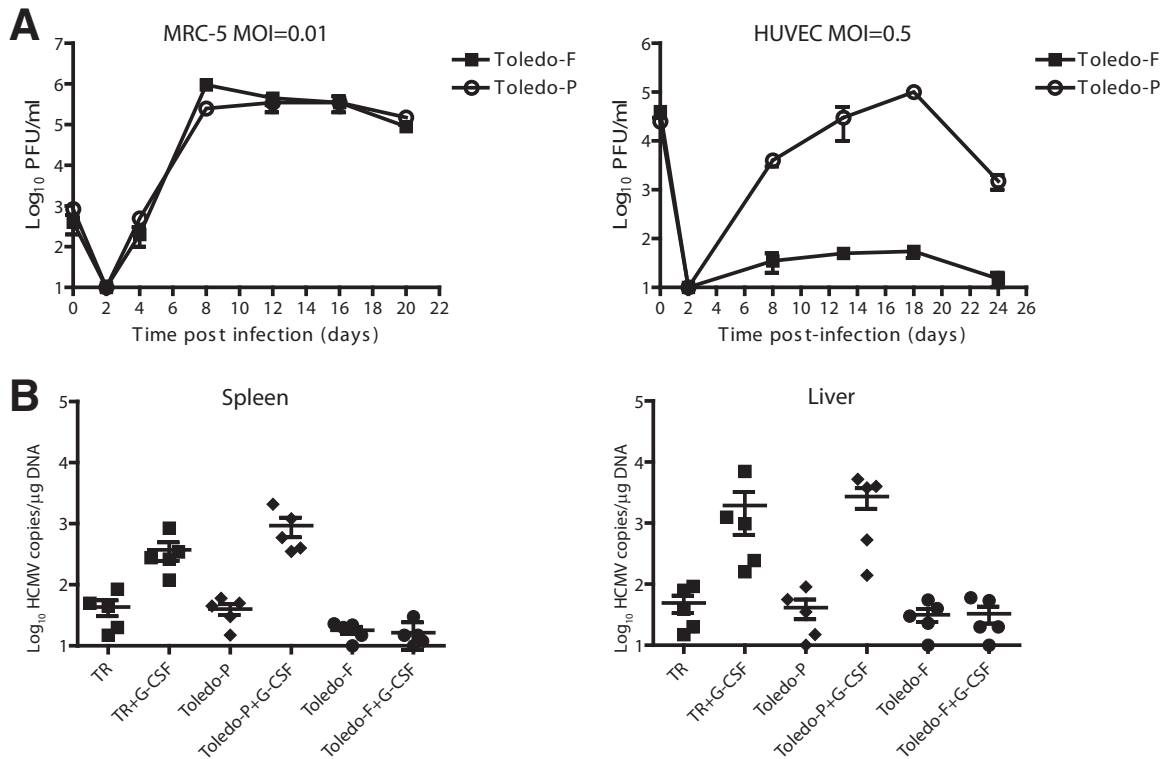 A
MRC-5 MOI=0.01
Log10 PFU/ml
7
6
5
4
3
2
1
0 2 4 6 8 10 12 14 16 18 20 22
Time post infection (days)
Toledo-F
Toledo-P
HUVEC MOI=0.5
Log10 PFU/ml
6
5
4
3
2
1
0 2 4 6 8 10 12 14 16 18 20 22 24 26
Time post-infection (days)
Toledo-F
Toledo-P
B
Spleen
Log10 HCMV copies/µg DNA
5
4
3
2
1
TR
TR+G-CSF
Toledo-P
Toledo-P+G-CSF
Toledo-F
Toledo-F+G-CSF
Liver
Log10 HCMV copies/µg DNA
5
4
3
2
1
TR
TR+G-CSF
Toledo-P
Toledo-P+G-CSF
Toledo-F
Toledo-F+G-CSF